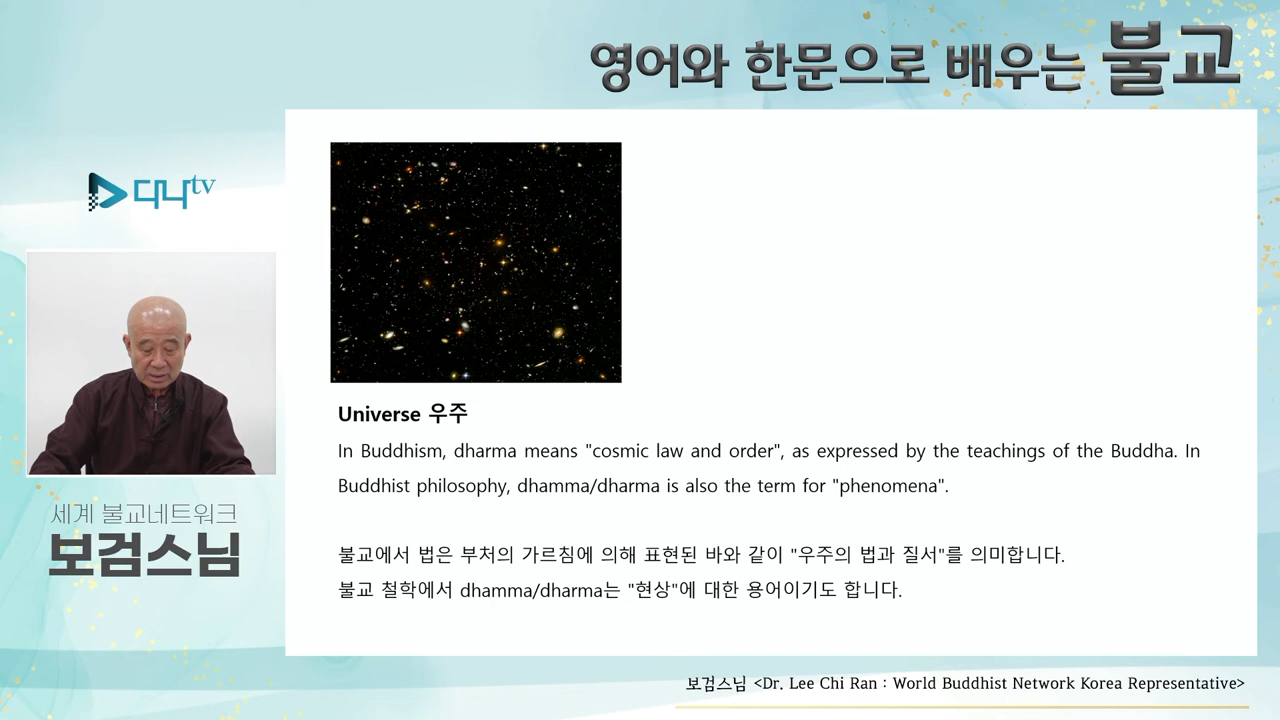 영어와 한문으로 배우는 불교
디나tv
Universe 우주
In Buddhism, dharma means "cosmic law and order", as expressed by the teachings of the Buddha. In
Buddhist philosophy, dhamma/dharma is also the term for "phenomena".
불교에서 법은 부처의 가르침에 의해 표현된 바와 같이 "우주의 법과 질서"를 의미합니다.
불교 철학에서 dhamma/dharma는 "현상"에 대한 용어이기도 합니다.
세계 불교네트워크
보검스님
보검스님 <Dr. Lee Chi Ran : World Buddhist Network Korea Representative>